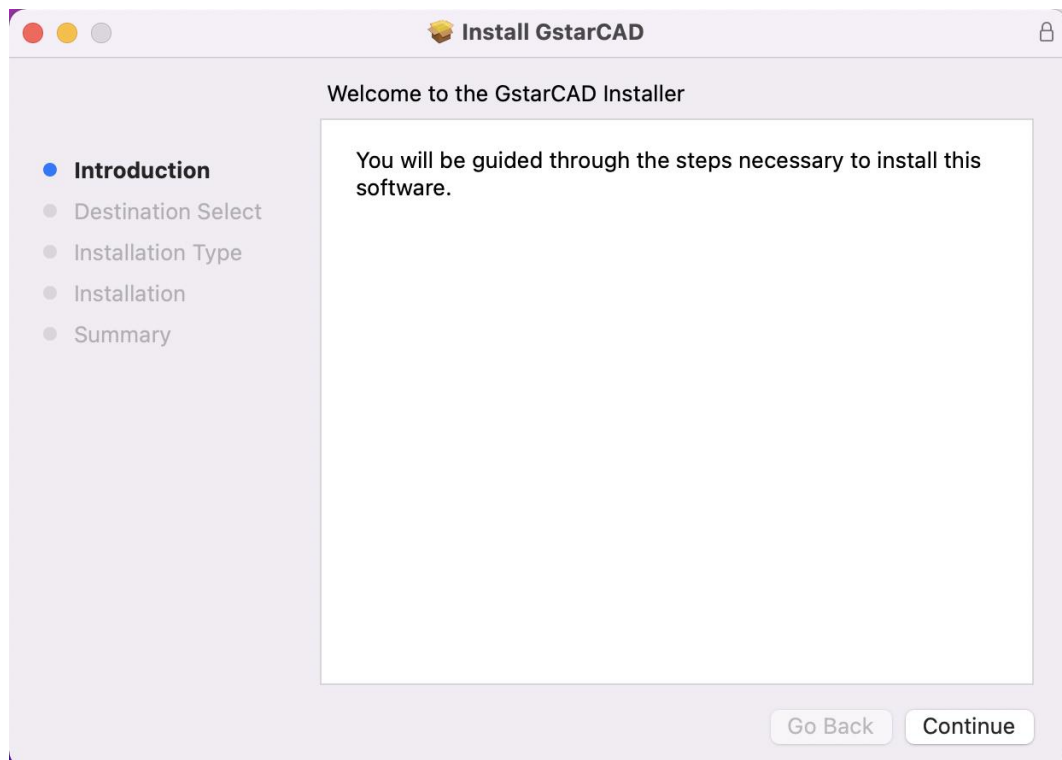 Install GstarCAD
Welcome to the GstarCAD Installer
Introduction
Destination Select
Installation Type
Installation
Summary
You will be guided through the steps necessary to install this
software.
Go Back
Continue